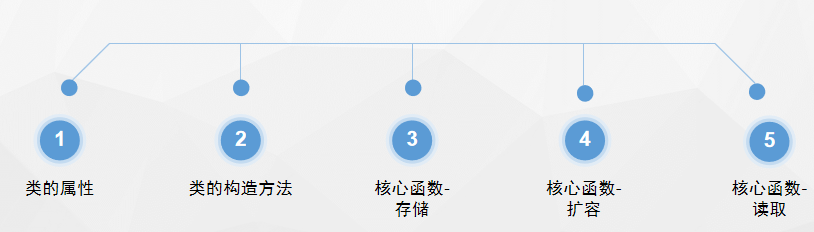 1
2
3
4
5
类的属性
类的构造方法
核心函数-
存储
核心函数-
扩容
核心函数-
读取